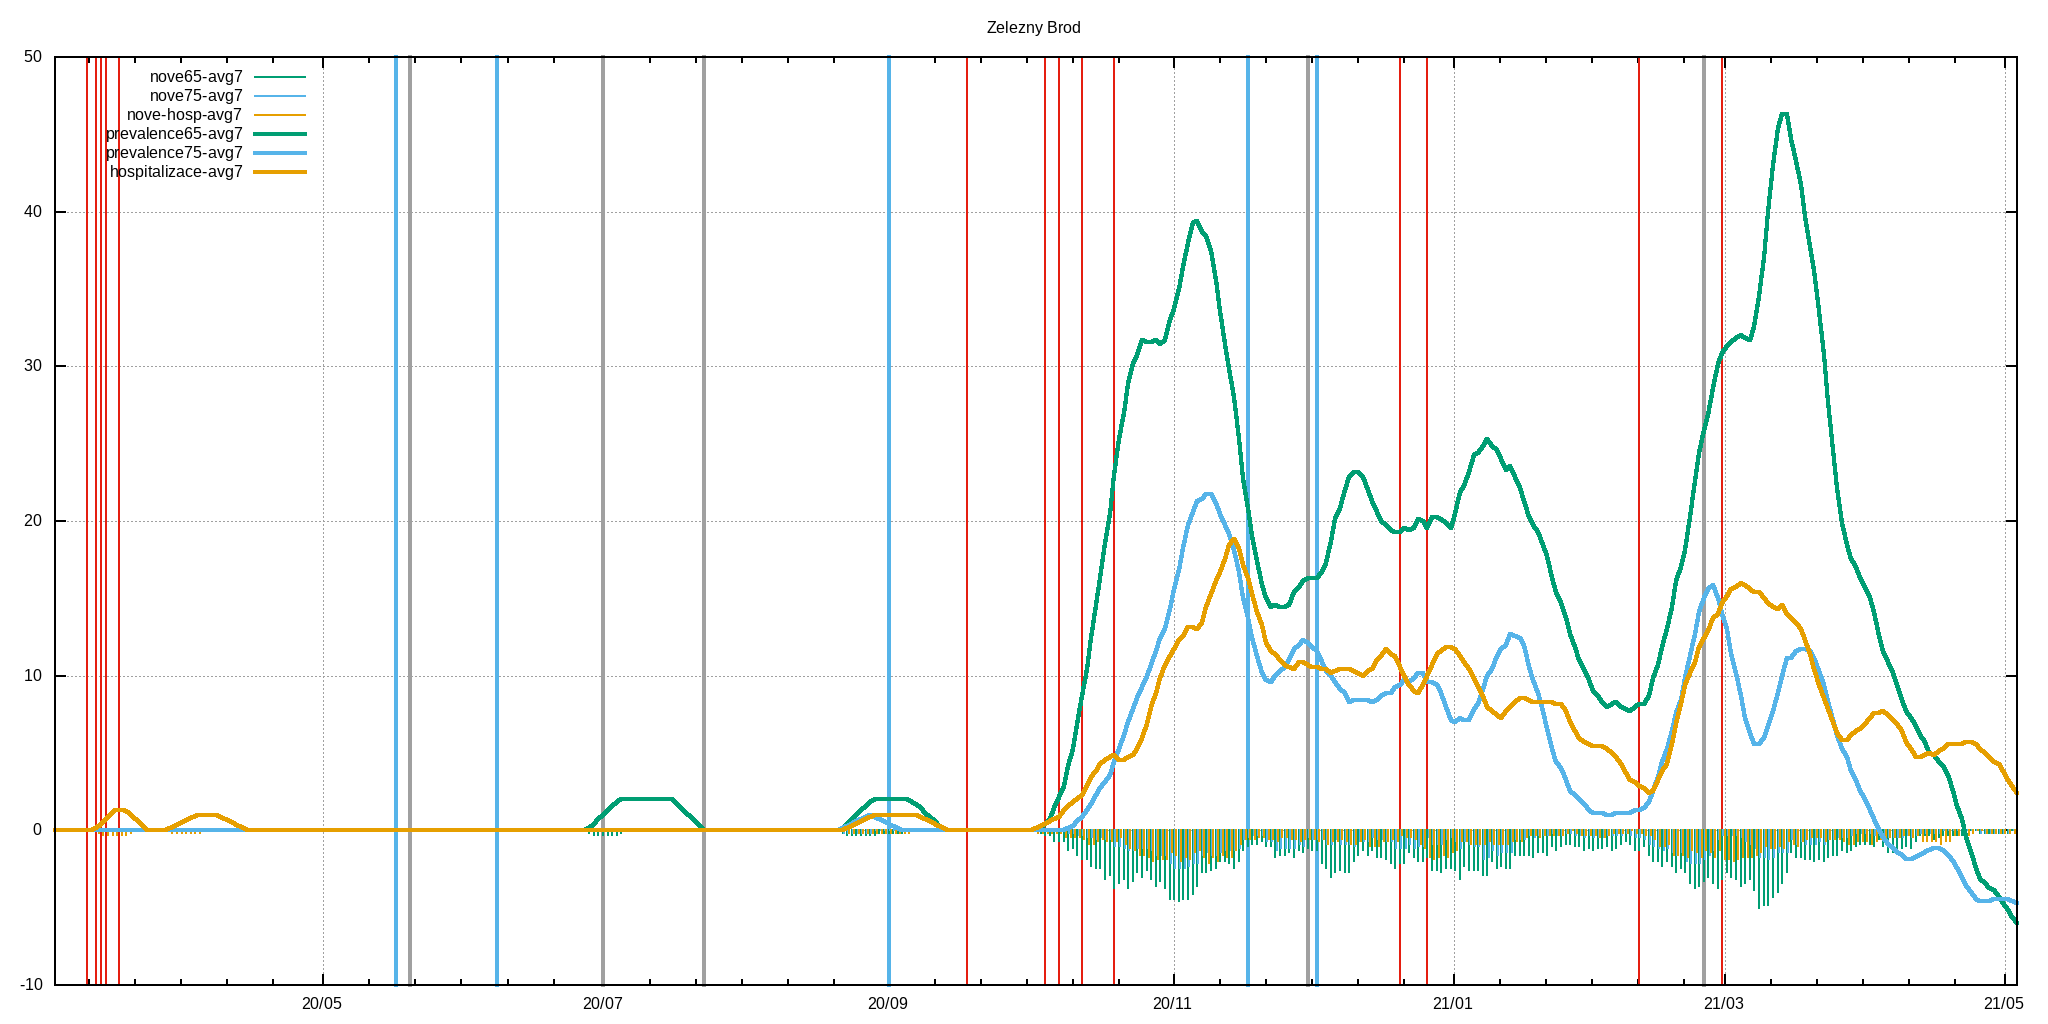 Zelezny Brod
50
nove65-avg7
nove75-avg7
nove-hosp-avg7
prevalence65-avg7
prevalence75-avg7
hospitalizace-avg7
40
30
20
10
0
-10
20/05 20/07 20/09 20/11 21/01 21/03 21/05